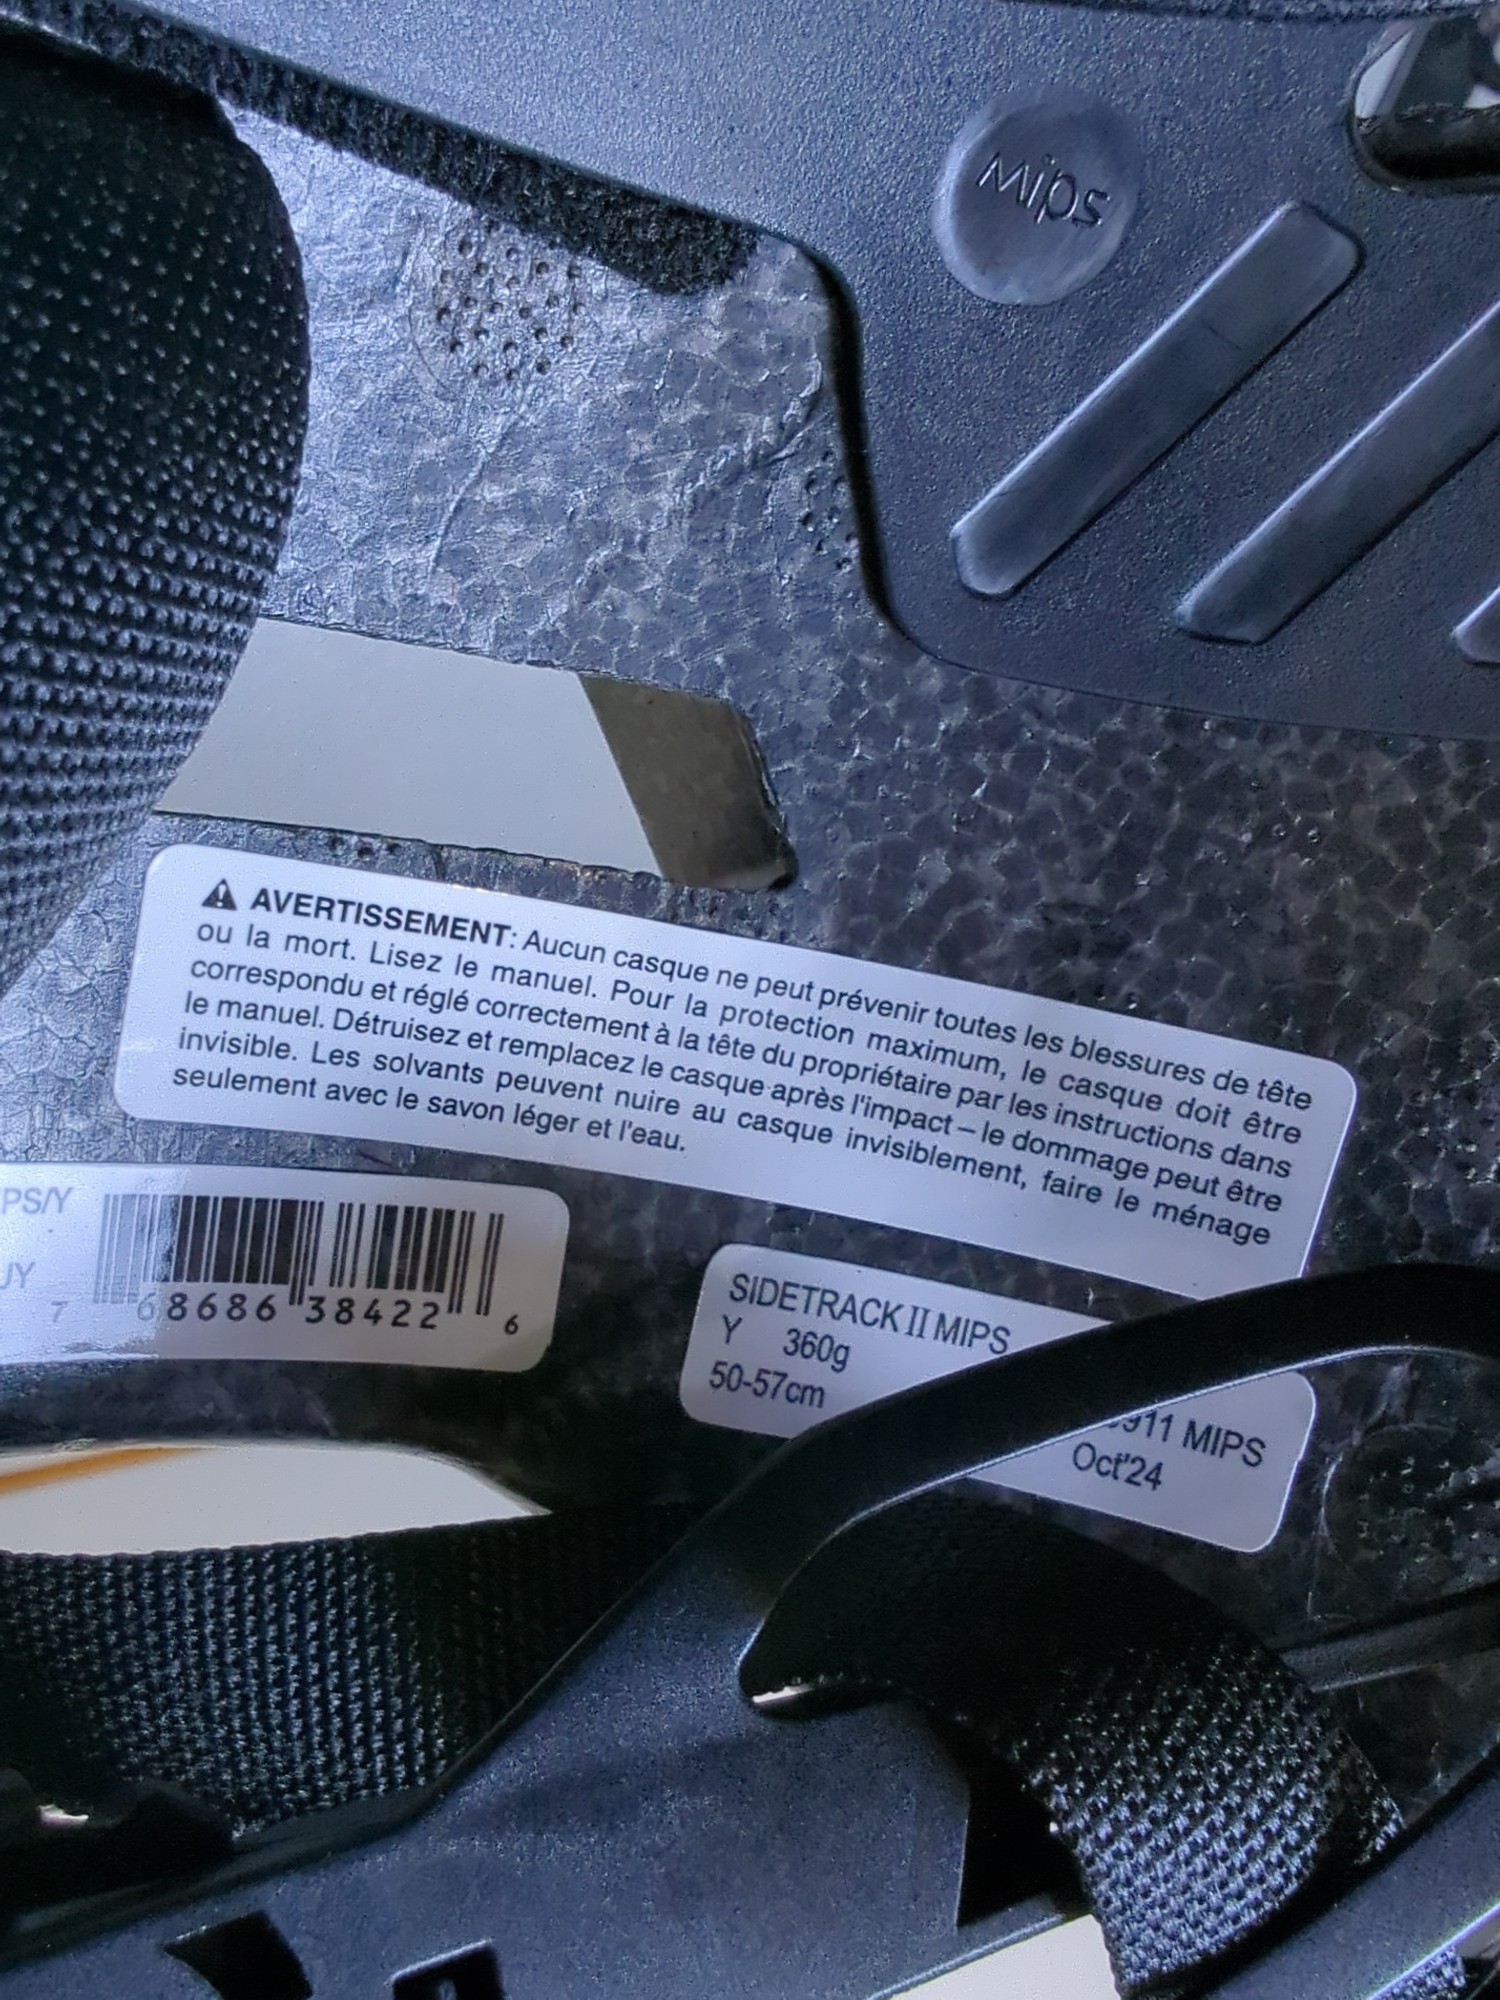 mips
⚠ AVERTISSEMENT: Aucun casque ne peut prévenir toutes les blessures de tête
ou la mort. Lisez le manuel. Pour la protection maximum, le casque doit être
correspondu et réglé correctement à la tête du propriétaire par les instructions dans
le manuel. Détruisez et remplacez le casque après l'impact – le dommage peut être
invisible. Les solvants peuvent nuire au casque invisiblement, faire le ménage
seulement avec le savon léger et l'eau.
PS/Y
UY
7 68686 38422 6
SIDETRACK II MIPS
Y 360g
50-57cm
911 MIPS
Oct'24